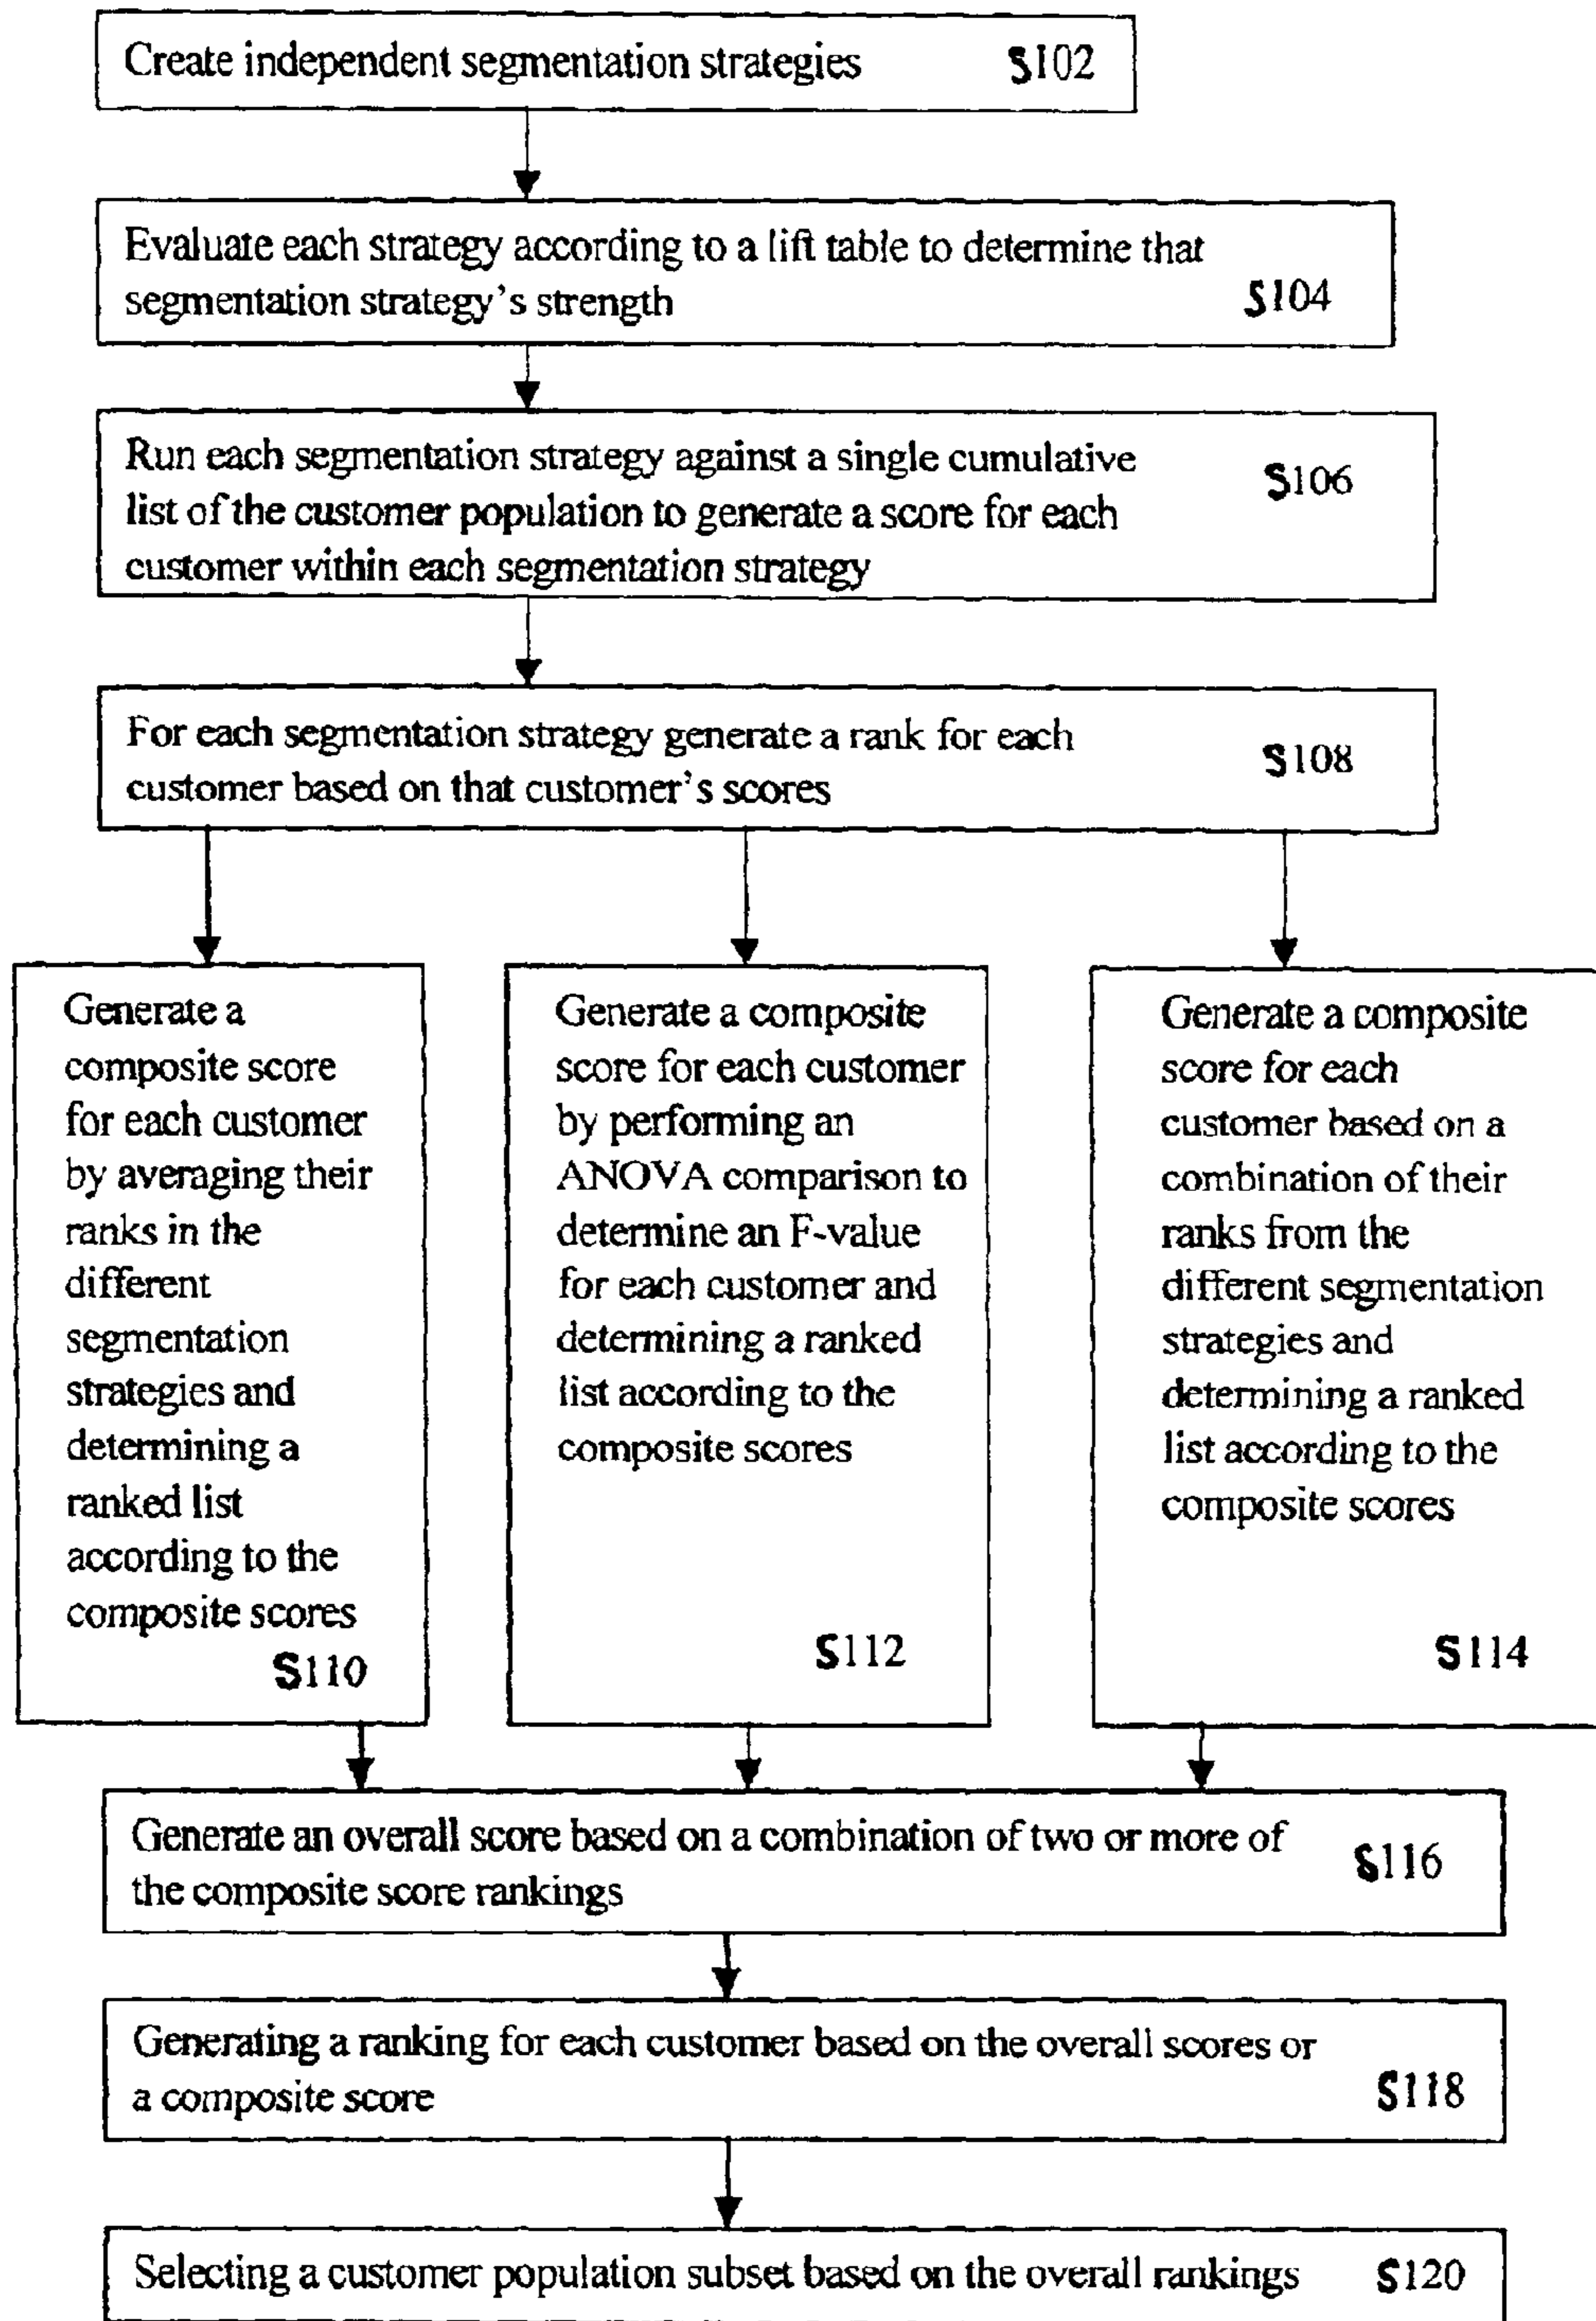 Create independent segmentation strategies S102
Evaluate each strategy according to a lift table to determine that
segmentation strategy's strength S104
Run each segmentation strategy against a single cumulative
S106
list of the customer population to generate a score for each
customer within each segmentation strategy
For each segmentation strategy generate a rank for each
S108
customer based on that customer's scores
Generate a
composite score
for each customer
by averaging their
ranks in the
different
segmentation
strategies and
determining a
ranked list
according to the
composite scores
S110
Generate a composite
score for each customer
by performing an
ANOVA comparison to
determine an F-value
for each customer and
determining a ranked
list according to the
composite scores
S112
Generate a composite
score for each
customer based on a
combination of their
ranks from the
different segmentation
strategies and
determining a ranked
list according to the
composite scores
S114
Generate an overall score based on a combination of two or more of
S116
the composite score rankings
Generating a ranking for each customer based on the overall scores or
a composite score S118
Selecting a customer population subset based on the overall rankings S120